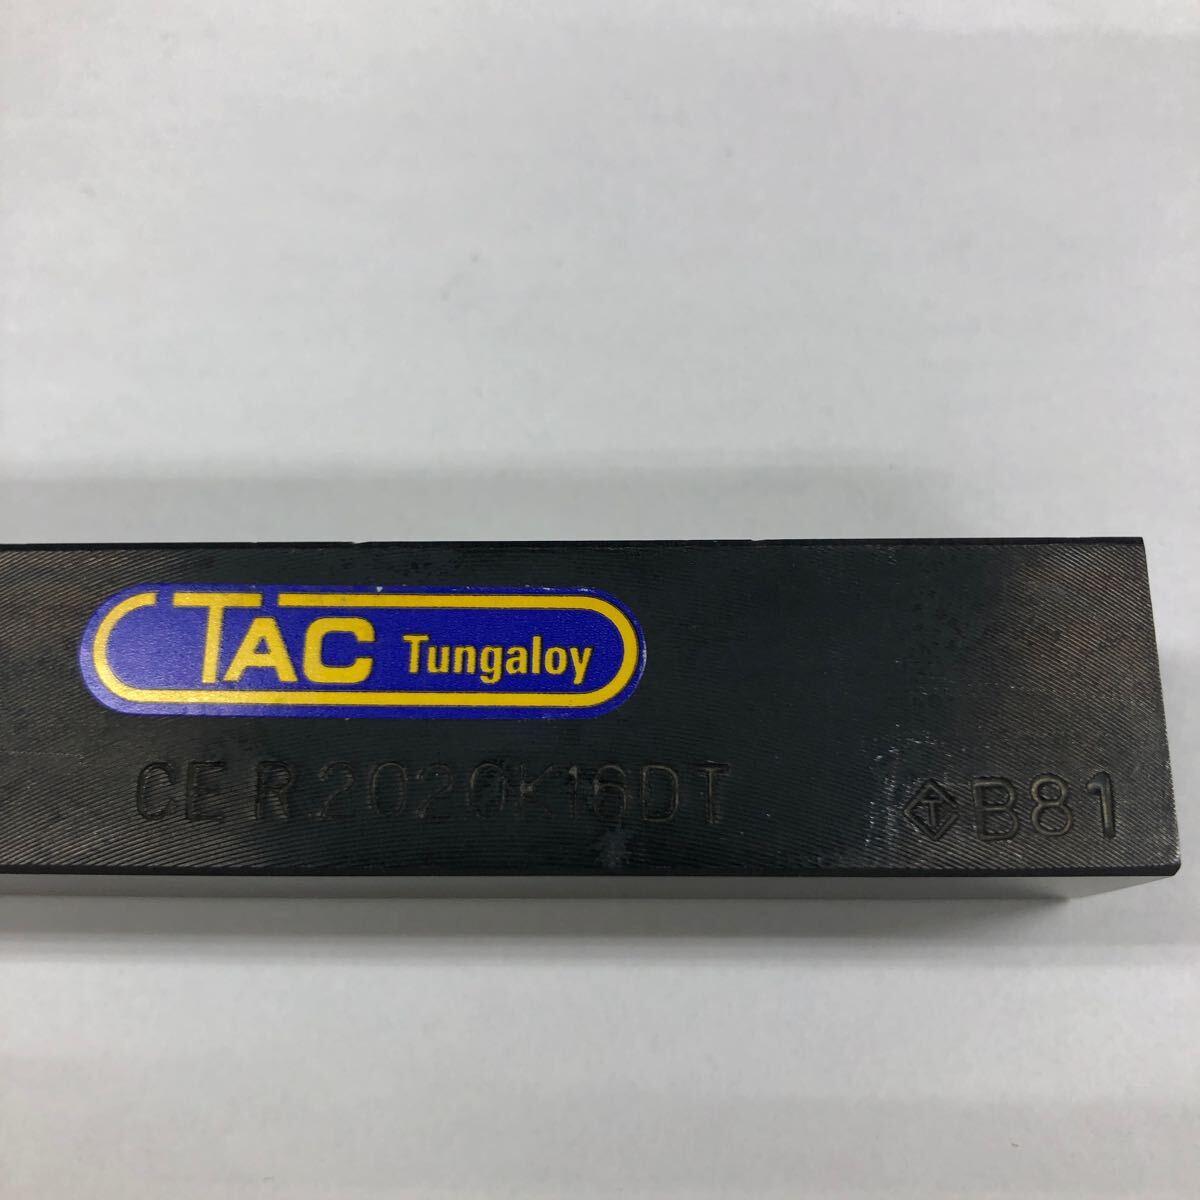 TAC Tungaloy
CER2020K16DT
B81